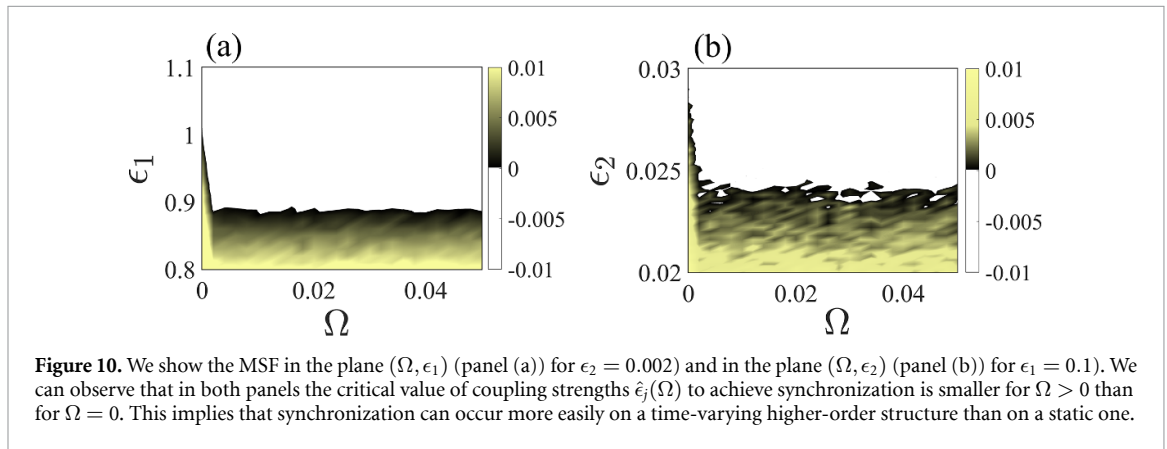 (a)
(b)
1.1
1
0.9
0.8
ϵ1
0
0.02
0.04
Ω
0.01
0.005
0
-0.005
-0.01
0.03
0.025
0.02
ϵ2
0
0.02
0.04
Ω
0.01
0.005
0
-0.005
-0.01
Figure 10. We show the MSF in the plane (Ω, ϵ1) (panel (a)) for ϵ2 = 0.002) and in the plane (Ω, ϵ2) (panel (b)) for ϵ1 = 0.1). We
can observe that in both panels the critical value of coupling strengths ϵ̂j(Ω) to achieve synchronization is smaller for Ω > 0 than
for Ω = 0. This implies that synchronization can occur more easily on a time-varying higher-order structure than on a static one.